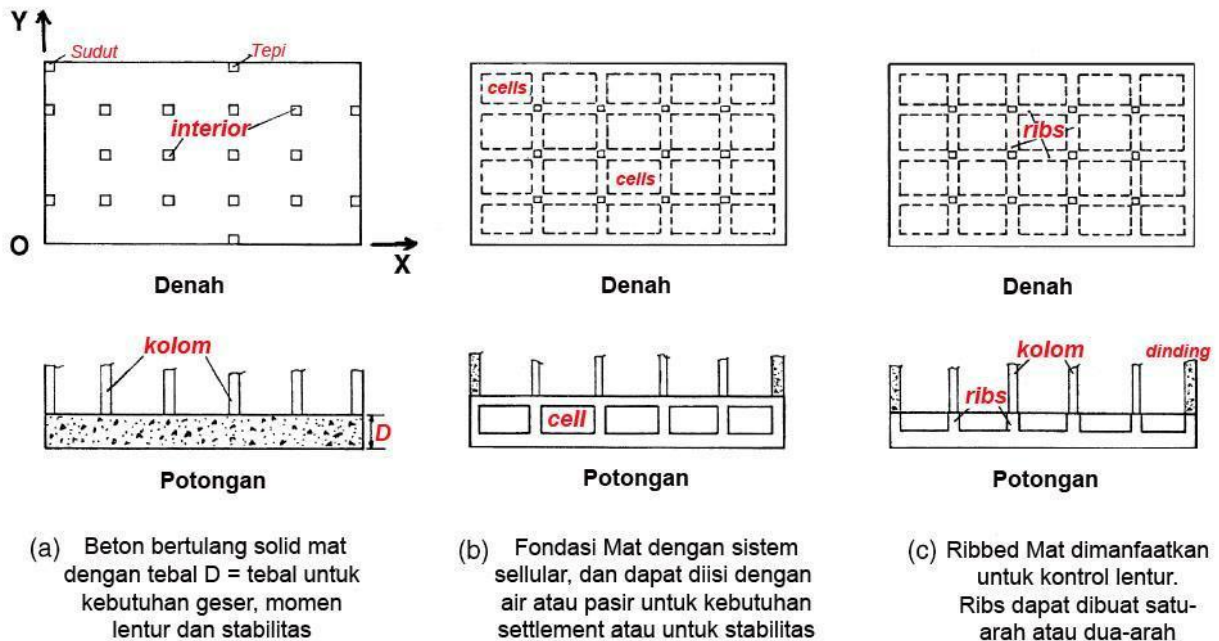 Y
Sudut
Tepi
interior
O
X
Denah
kolom
D
Potongan
(a) Beton bertulang solid mat
dengan tebal D = tebal untuk
kebutuhan geser, momen
lentur dan stabilitas
cells
cells
Denah
cell
Potongan
(b) Fondasi Mat dengan sistem
sellular, dan dapat diisi dengan
air atau pasir untuk kebutuhan
settlement atau untuk stabilitas
ribs
Denah
kolom
dinding
ribs
Potongan
(c) Ribbed Mat dimanfaatkan
untuk kontrol lentur.
Ribs dapat dibuat satu-
arah atau dua-arah